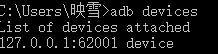 C:\Users\映雪>adb devices
List of devices attached
127.0.0.1:62001 device